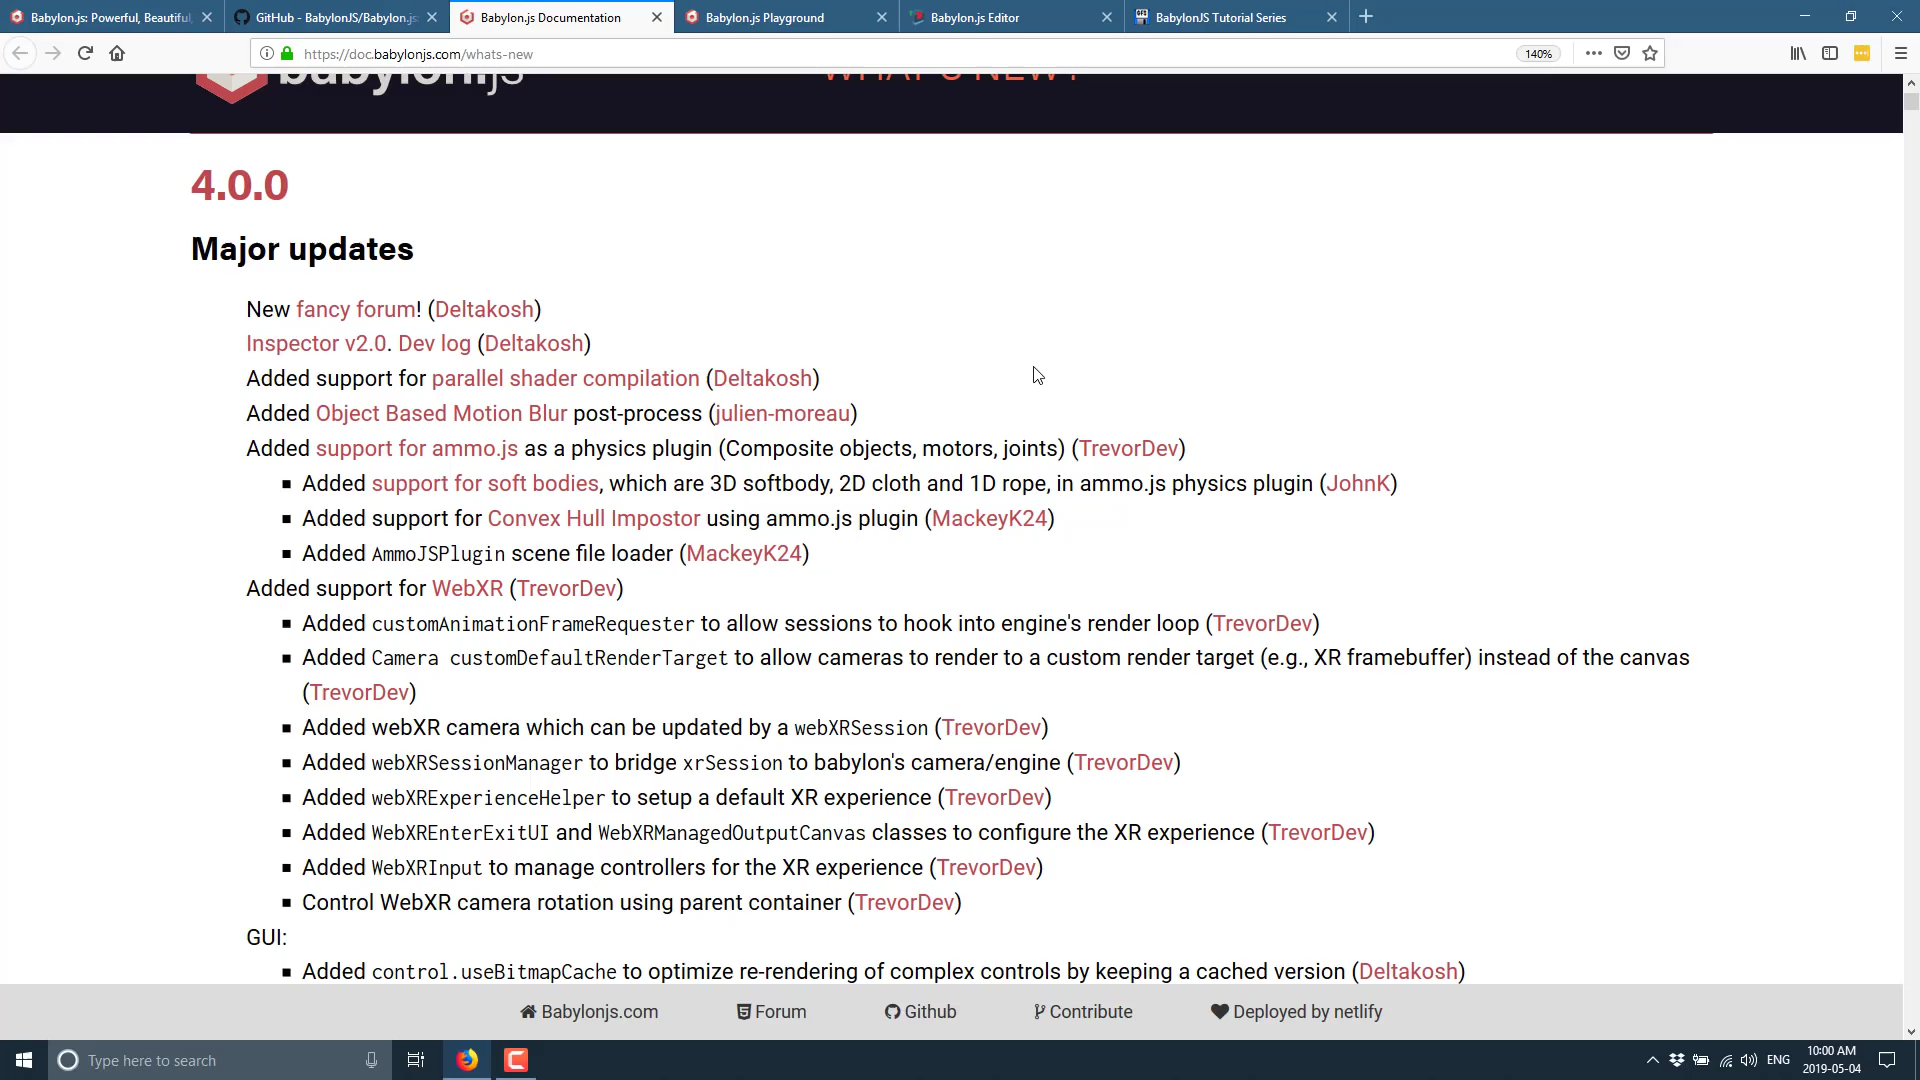 Babylon.js: Powerful, Beautiful,
GitHub - BabylonJS/Babylon.js:
Babylon.js Documentation
Babylon.js Playground
Babylon.js Editor
BabylonJS Tutorial Series
https://doc.babylonjs.com/whats-new
140%
babylon.js
WHAT'S NEW?
4.0.0
Major updates
New fancy forum! (Deltakosh)
Inspector v2.0. Dev log (Deltakosh)
Added support for parallel shader compilation (Deltakosh)
Added Object Based Motion Blur post-process (julien-moreau)
Added support for ammo.js as a physics plugin (Composite objects, motors, joints) (TrevorDev)
▪ Added support for soft bodies, which are 3D softbody, 2D cloth and 1D rope, in ammo.js physics plugin (JohnK)
▪ Added support for Convex Hull Impostor using ammo.js plugin (MackeyK24)
▪ Added AmmoJSPlugin scene file loader (MackeyK24)
Added support for WebXR (TrevorDev)
▪ Added customAnimationFrameRequester to allow sessions to hook into engine's render loop (TrevorDev)
▪ Added Camera customDefaultRenderTarget to allow cameras to render to a custom render target (e.g., XR framebuffer) instead of the canvas
(TrevorDev)
▪ Added webXR camera which can be updated by a webXRSession (TrevorDev)
▪ Added webXRSessionManager to bridge xrSession to babylon's camera/engine (TrevorDev)
▪ Added webXRExperienceHelper to setup a default XR experience (TrevorDev)
▪ Added WebXREnterExitUI and WebXRManagedOutputCanvas classes to configure the XR experience (TrevorDev)
▪ Added WebXRInput to manage controllers for the XR experience (TrevorDev)
▪ Control WebXR camera rotation using parent container (TrevorDev)
GUI:
▪ Added control.useBitmapCache to optimize re-rendering of complex controls by keeping a cached version (Deltakosh)
Babylonjs.com
Forum
Github
Contribute
Deployed by netlify
Type here to search
ENG
10:00 AM
2019-05-04